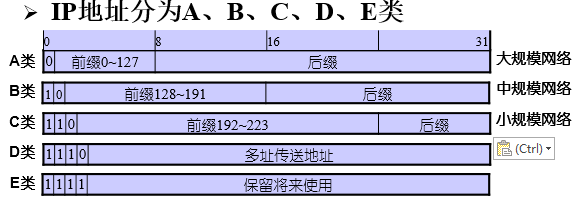 ➢ IP地址分为A、B、C、D、E类
0 8 16 31
A类 0 前缀0~127 后缀 大规模网络
B类 1 0 前缀128~191 后缀 中规模网络
C类 1 1 0 前缀192~223 后缀 小规模网络
D类 1 1 1 0 多址传送地址
(Ctrl)
E类 1 1 1 1 保留将来使用